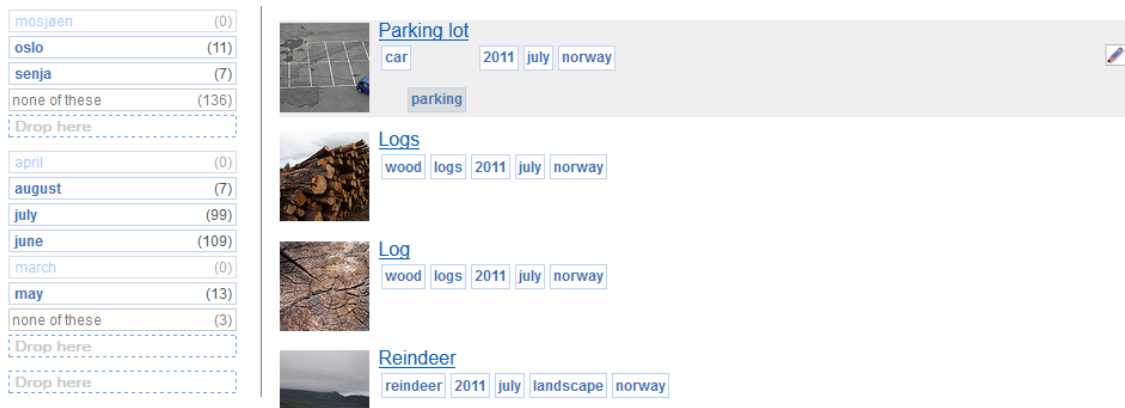 mosjøen (0)
oslo (11)
senja (7)
none of these (136)
Drop here
april (0)
august (7)
july (99)
june (109)
march (0)
may (13)
none of these (3)
Drop here
Drop here
Parking lot
car 2011 july norway
parking
Logs
wood logs 2011 july norway
Log
wood logs 2011 july norway
Reindeer
reindeer 2011 july landscape norway